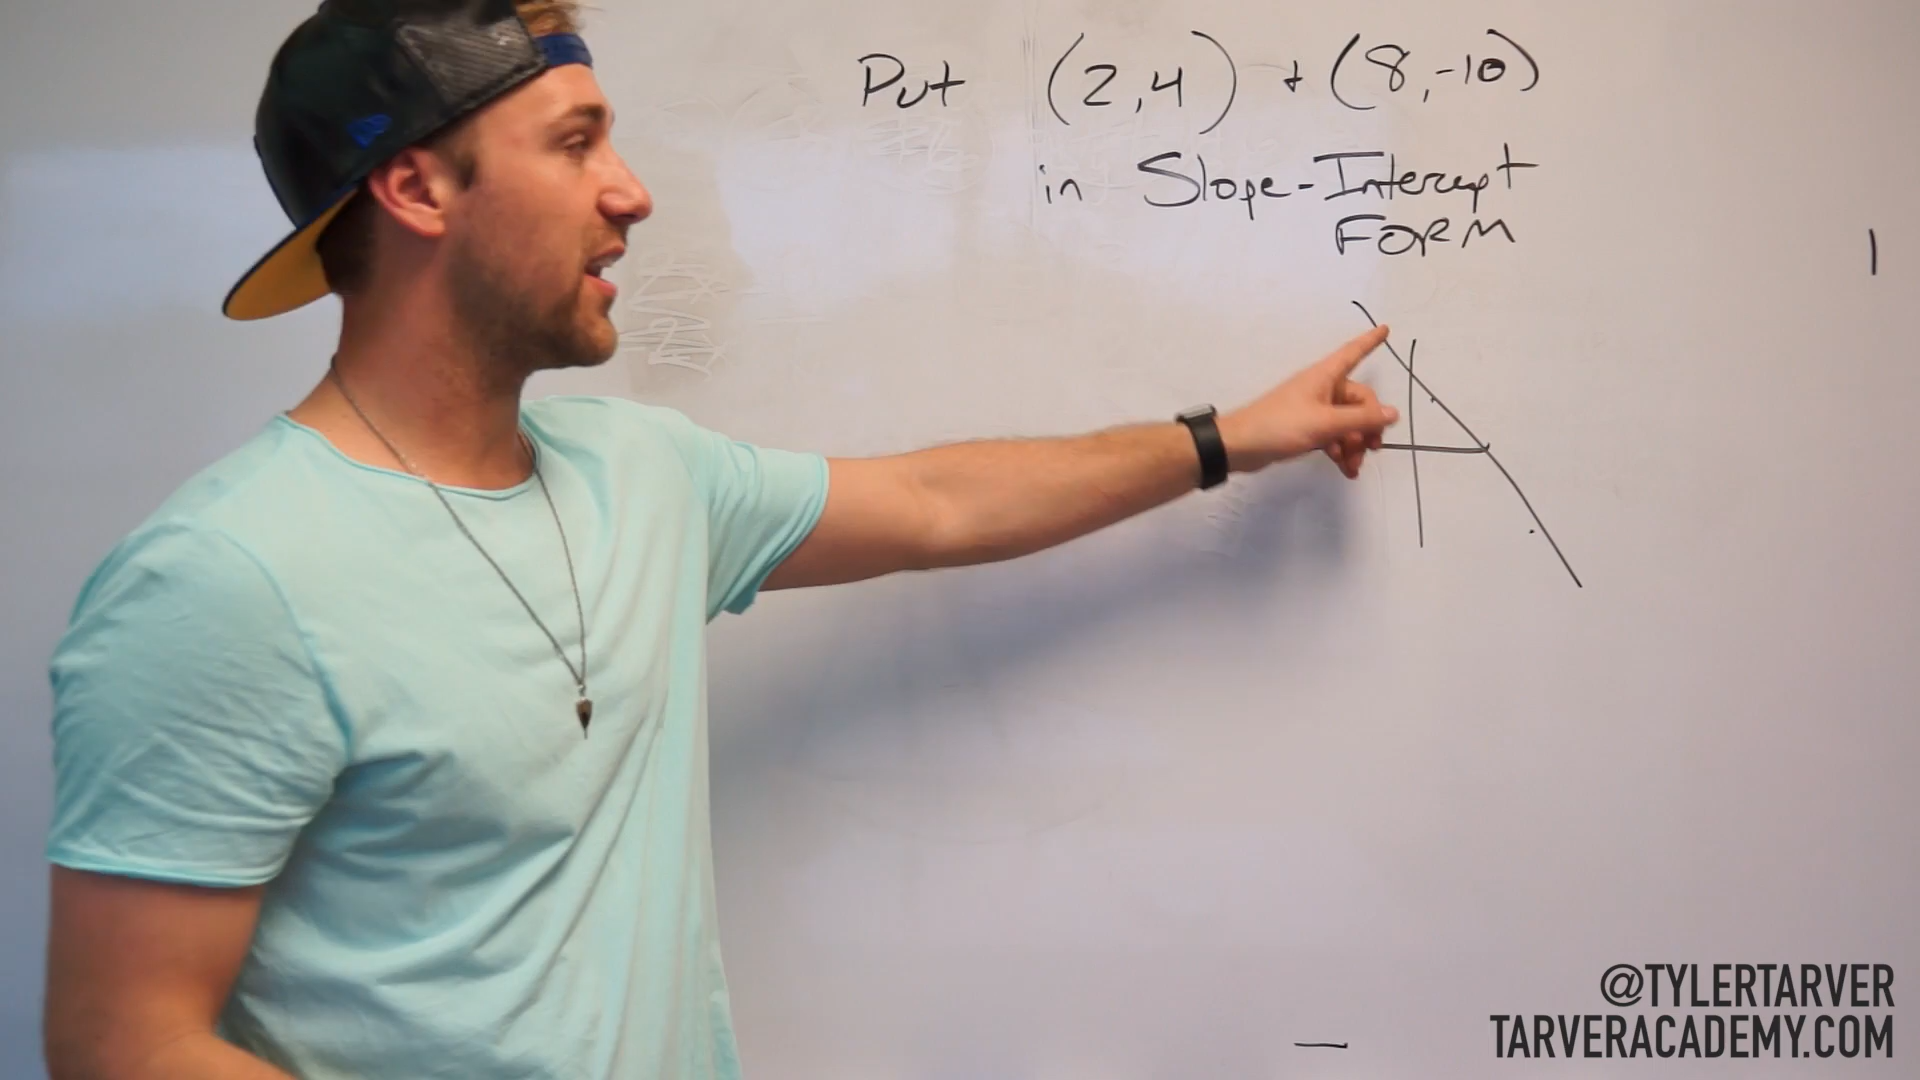 Put (2,4) + (8,-10)
in Slope-Intercept
FORM
@TYLERTARVER
TARVERACADEMY.COM